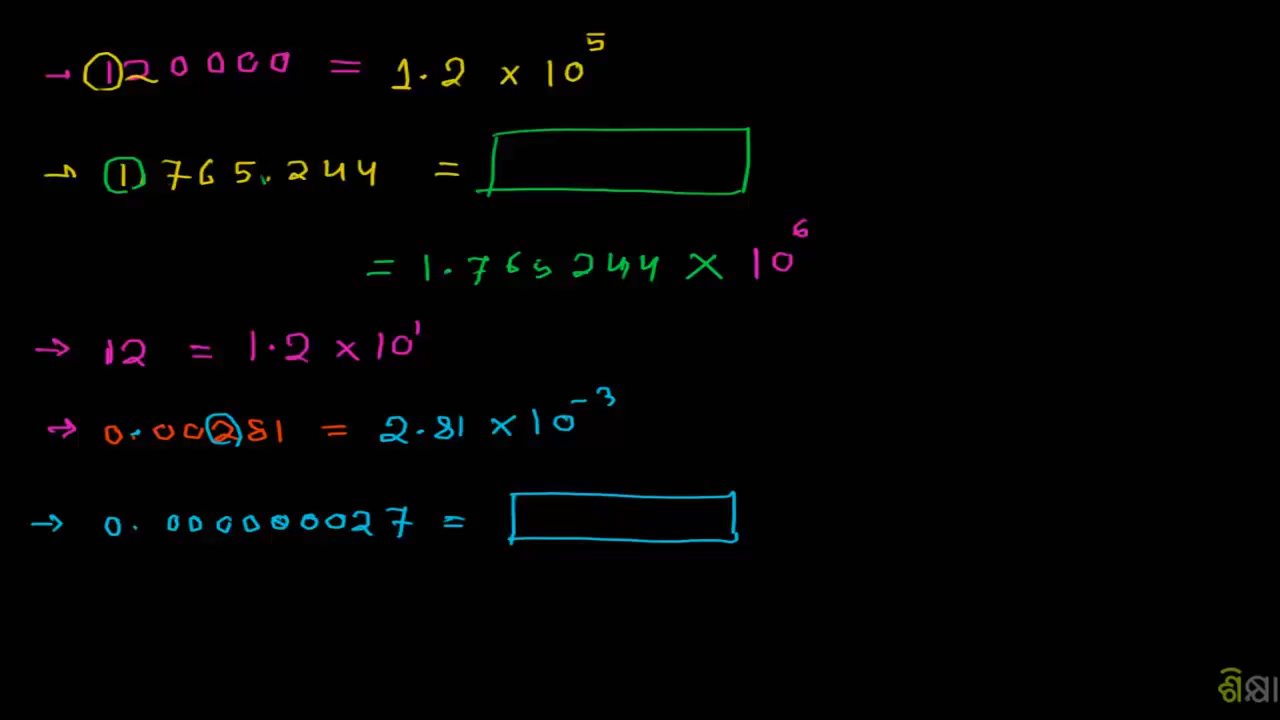 → 120000 = 1.2 × 10⁵
→ 1765.244 =
= 1.765244 × 10⁶
→ 12 = 1.2 × 10¹
→ 0.00281 = 2.81 × 10⁻³
→ 0.000000027 =
ଶିକ୍ଷା